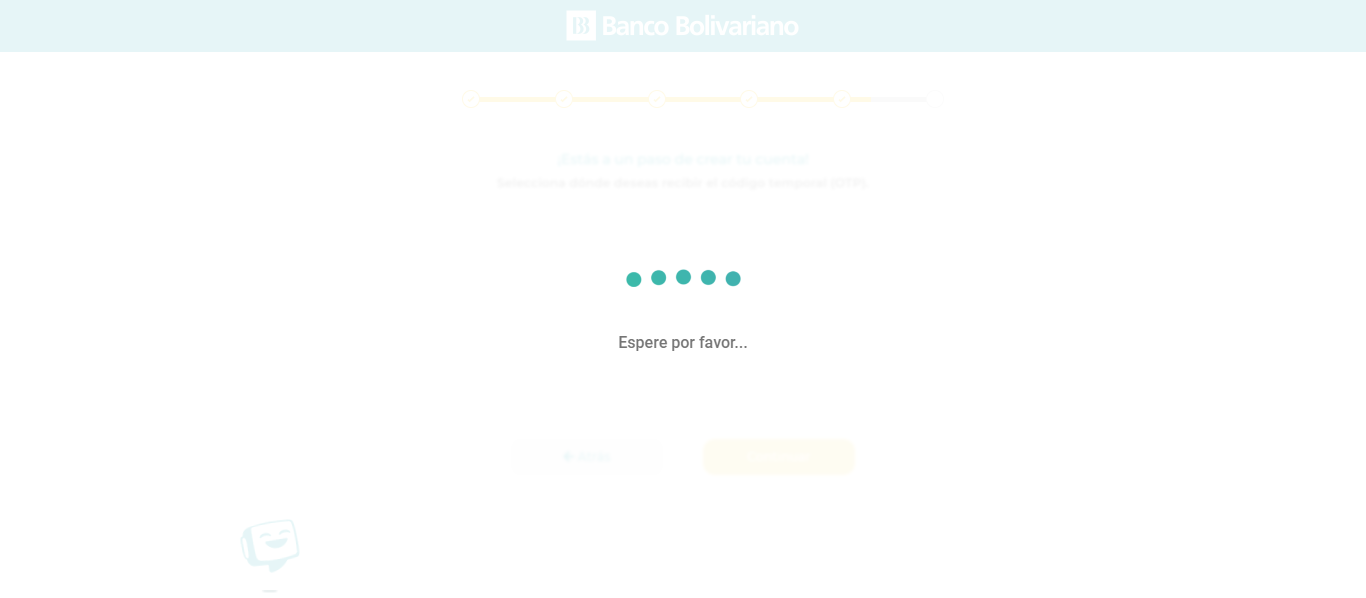 Banco Bolivariano
¡Estás a un paso de crear tu cuenta!
Selecciona dónde deseas recibir el código temporal (OTP)
Espere por favor...
Atrás